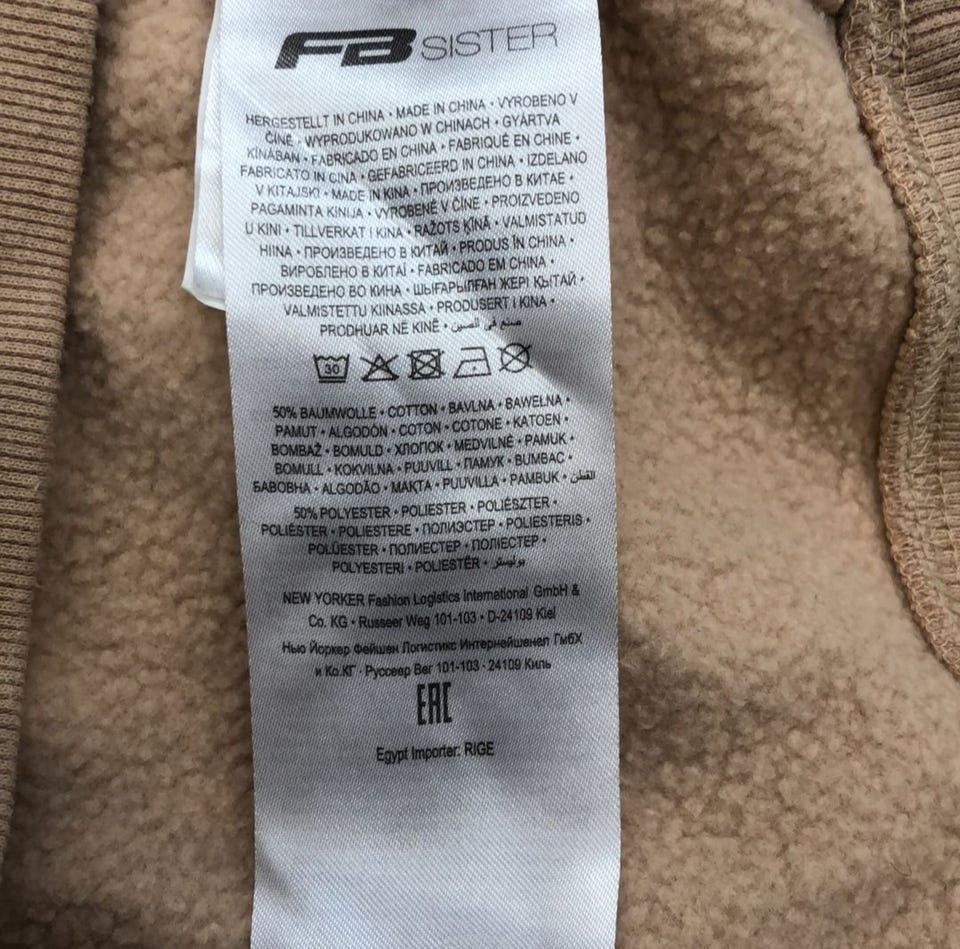 FB SISTER
HERGESTELLT IN CHINA • MADE IN CHINA • VYROBENO V
ČÍNĚ • WYPRODUKOWANO W CHINACH • GYÁRTVA
KÍNÁBAN • FABRICADO EN CHINA • FABRIQUÉ EN CHINE •
FABRICATO IN CINA • GEFABRICEERD IN CHINA • IZDELANO
V KITAJSKI • MADE IN KINA • ПРОИЗВЕДЕНО В КИТАЕ •
PAGAMINTA KINIJA • VYROBENÉ V ČÍNE • PROIZVEDENO
U KINI • TILLVERKAT I KINA • RAŽOTS ĶĪNĀ • VALMISTATUD
HIINA • ПРОИЗВЕДЕНО В КИТАЙ • PRODUS ÎN CHINA •
ВИРОБЛЕНО В КИТАЇ • FABRICADO EM CHINA •
ПРОИЗВЕДЕНО ВО КИНА • ШЫҒАРЫЛҒАН ЖЕРІ ҚЫТАЙ •
VALMISTETTU KIINASSA • PRODUSERT I KINA •
PRODHUAR NË KINË • صنع في الصين
30
50% BAUMWOLLE • COTTON • BAVLNA • BAWEŁNA •
PAMUT • ALGODÓN • COTON • COTONE • KATOEN •
BOMBAŽ • BOMULD • ХЛОПОК • MEDVILNĖ • PAMUK •
BOMULL • KOKVILNA • PUUVILL • ПАМУК • BUMBAC •
БАВОВНА • ALGODÃO • МАҚТА • PUUVILLA • PAMBUK • القطن
50% POLYESTER • POLIESTER • POLIÉSZTER •
POLIÉSTER • POLIESTERE • ПОЛИЭСТЕР • POLIESTERIS •
POLÜESTER • ПОЛИЕСТЕР • ПОЛІЕСТЕР •
POLYESTERI • POLIESTËR • بوليستر
NEW YORKER Fashion Logistics International GmbH &
Co. KG • Russeer Weg 101-103 • D-24109 Kiel
Нью Йоркер Фейшен Логистикс Интернейшенал ГмбХ
и Ко.КГ · Руссеер Вег 101-103 · 24109 Киль
EAC
Egypt Importer: RIGE